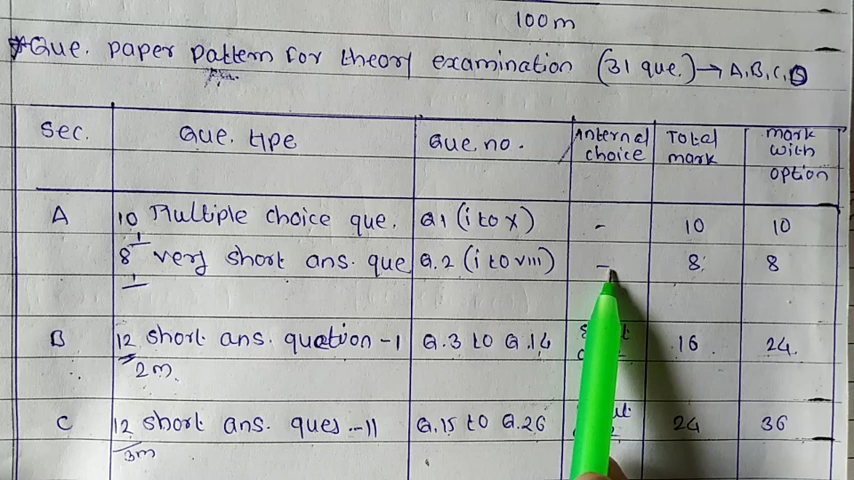 100m
*Que. paper pattern for theory examination (31 que.) → A, B, C, D
Sec. Que. type Que. no. Internal choice Total mark mark with option
A 10 Multiple choice que. Q1 (i to x) - 10 10
1
8 very short ans. que Q.2 (i to viii) - 8 8
1
B 12 short ans. quetion -1 Q.3 to Q.14 16 24
2m.
C 12 short ans. ques. -11 Q.15 to Q.26 24 36
3m